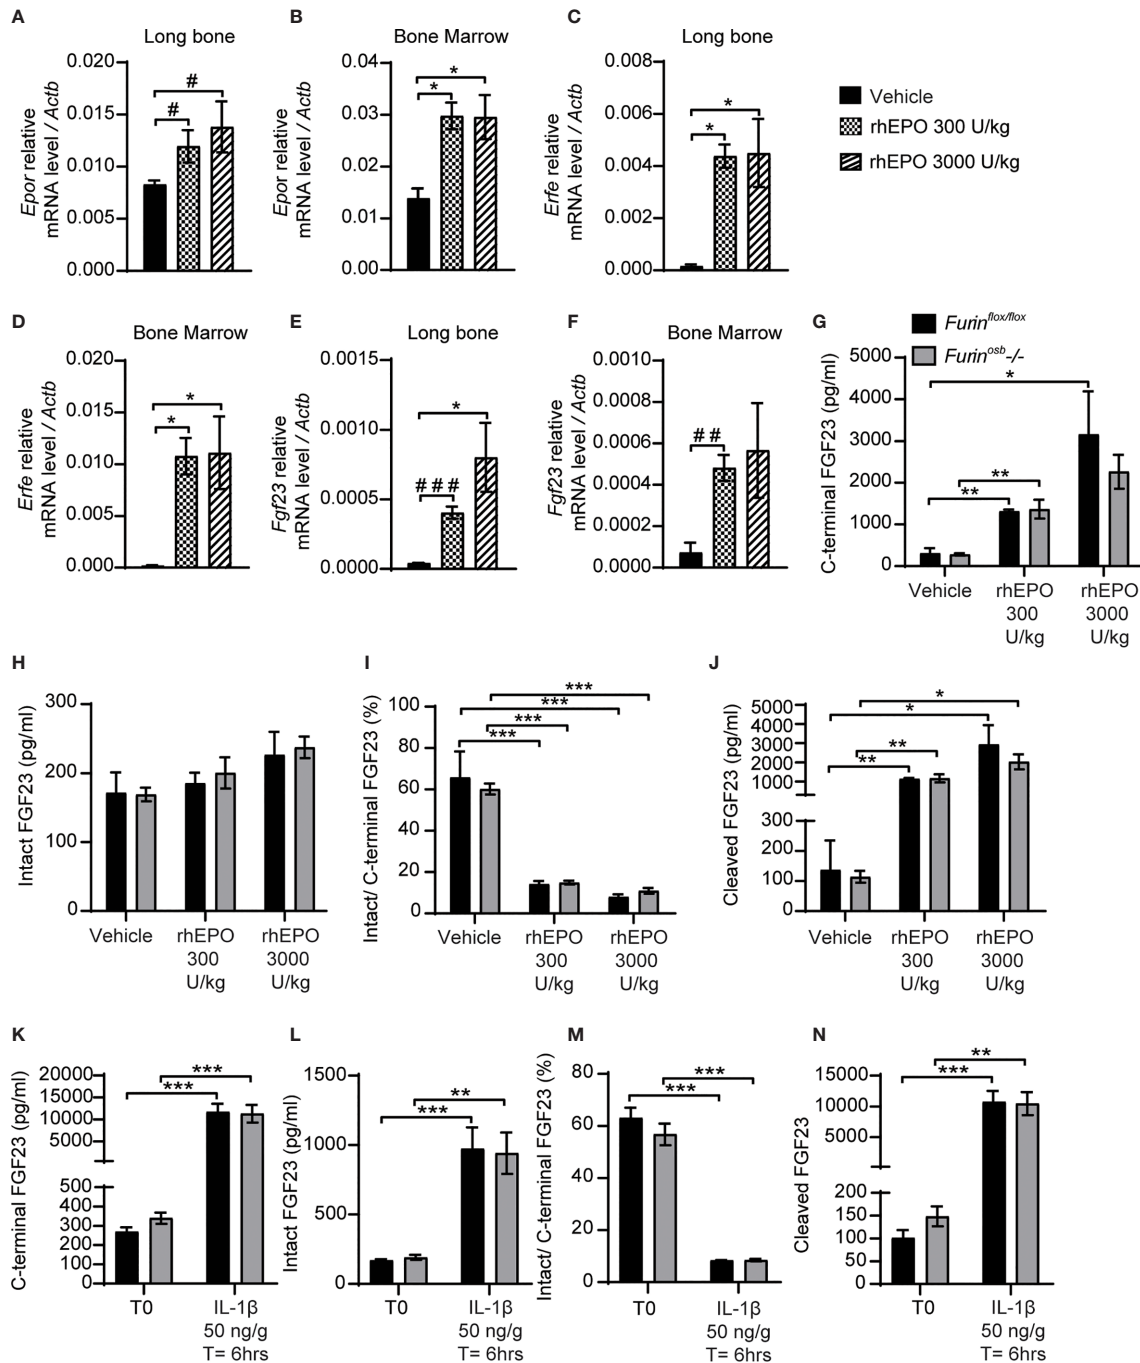 A
Long bone
Epor relative
mRNA level / Actb
0.020
0.015
0.010
0.005
0.000
#
#
B
Bone Marrow
Epor relative
mRNA level / Actb
0.04
0.03
0.02
0.01
0.00
*
*
C
Long bone
Erfe relative
mRNA level / Actb
0.008
0.006
0.004
0.002
0.000
*
*
Vehicle
rhEPO 300 U/kg
rhEPO 3000 U/kg
D
Bone Marrow
Erfe relative
mRNA level / Actb
0.020
0.015
0.010
0.005
0.000
*
*
E
Long bone
Fgf23 relative
mRNA level / Actb
0.0015
0.0010
0.0005
0.0000
*
###
F
Bone Marrow
Fgf23 relative
mRNA level / Actb
0.0010
0.0008
0.0006
0.0004
0.0002
0.0000
##
G
Furinflox/flox
Furinosb-/-
C-terminal FGF23 (pg/ml)
5000
4000
3000
2000
1000
0
*
**
**
Vehicle
rhEPO
300
U/kg
rhEPO
3000
U/kg
H
Intact FGF23 (pg/ml)
300
200
100
0
Vehicle
rhEPO
300
U/kg
rhEPO
3000
U/kg
I
Intact/ C-terminal FGF23 (%)
100
80
60
40
20
0
***
***
***
***
Vehicle
rhEPO
300
U/kg
rhEPO
3000
U/kg
J
Cleaved FGF23 (pg/ml)
5000
4000
3000
2000
1000
300
200
100
0
*
*
**
**
Vehicle
rhEPO
300
U/kg
rhEPO
3000
U/kg
K
C-terminal FGF23 (pg/ml)
20000
15000
10000
5000
500
400
300
200
100
0
***
***
T0
IL-1β
50 ng/g
T= 6hrs
L
Intact FGF23 (pg/ml)
1500
1000
500
0
**
***
T0
IL-1β
50 ng/g
T= 6hrs
M
Intact/ C-terminal FGF23 (%)
80
60
40
20
0
***
***
T0
IL-1β
50 ng/g
T= 6hrs
N
Cleaved FGF23
15000
10000
5000
200
150
100
50
0
**
***
T0
IL-1β
50 ng/g
T= 6hrs